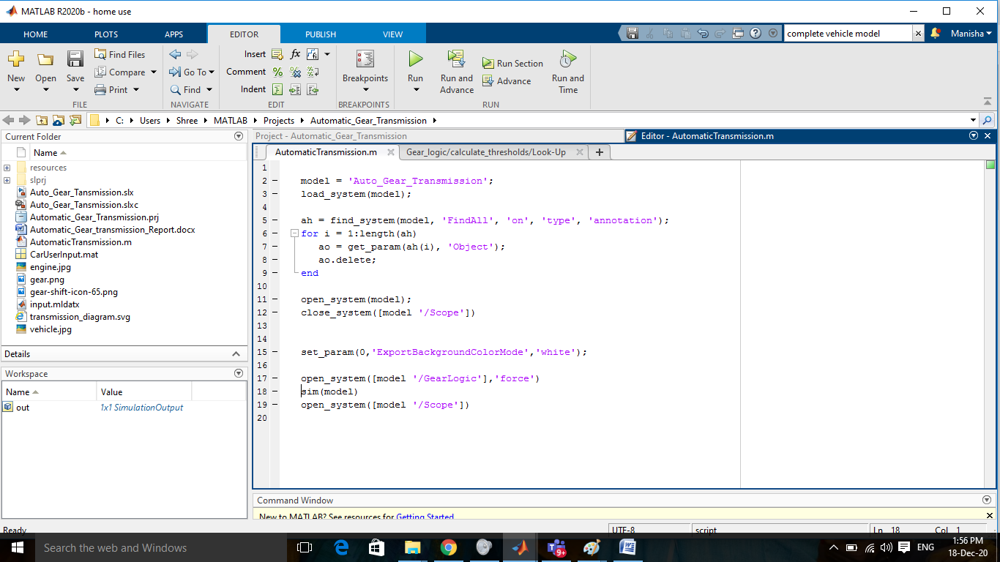 MATLAB R2020b - home use
HOME PLOTS APPS EDITOR PUBLISH VIEW complete vehicle model Manisha
New Open Save Find Files Compare Print Go To Find Insert Comment Indent Breakpoints Run Run and Advance Run Section Advance Run and Time
FILE NAVIGATE EDIT BREAKPOINTS RUN
C: Users Shree MATLAB Projects Automatic_Gear_Transmission
Current Folder
Name
resources
slprj
Auto_Gear_Tansmission.slx
Auto_Gear_Tansmission.slxc
Automatic_Gear_Transmission.prj
Automatic_Gear_transmission_Report.docx
AutomaticTransmission.m
CarUserInput.mat
engine.jpg
gear.png
gear-shift-icon-65.png
input.mldatx
transmission_diagram.svg
vehicle.jpg
Details
Workspace
Name Value
out 1x1 SimulationOutput
Project - Automatic_Gear_Transmission
Editor - AutomaticTransmission.m
AutomaticTransmission.m Gear_logic/calculate_thresholds/Look-Up
1
2 model = 'Auto_Gear_Transmission';
3 load_system(model);
4
5 ah = find_system(model, 'FindAll', 'on', 'type', 'annotation');
6 for i = 1:length(ah)
7 ao = get_param(ah(i), 'Object');
8 ao.delete;
9 end
10
11 open_system(model);
12 close_system([model '/Scope'])
13
14
15 set_param(0,'ExportBackgroundColorMode','white');
16
17 open_system([model '/GearLogic'],'force')
18 sim(model)
19 open_system([model '/Scope'])
20
Command Window
New to MATLAB? See resources for Getting Started
Ready UTF-8 script Ln 18 Col 1
Search the web and Windows
9+
ENG
1:56 PM
18-Dec-20